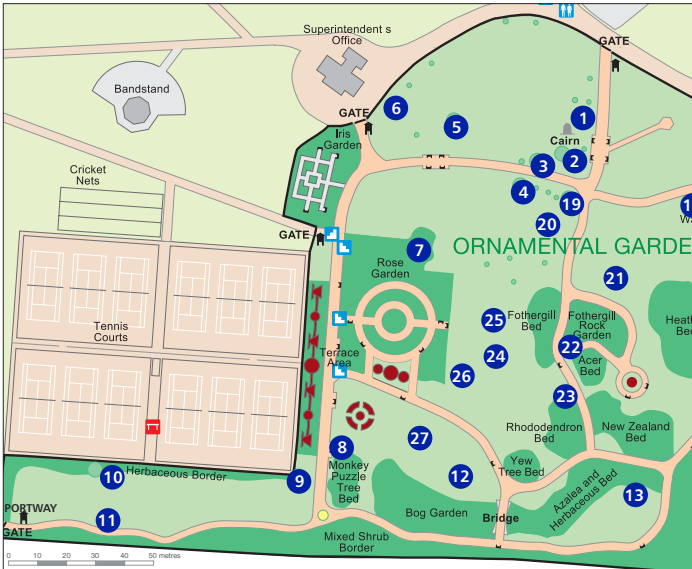 Superintendent s
Office
GATE
Bandstand
6
GATE
1
5
Iris
Garden
Cairn
3
2
Cricket
Nets
4
19
1
20
GATE
7
ORNAMENTAL GARDE
Rose
Garden
21
25
Fothergill
Bed
Fothergill
Rock
Garden
Heath
Bed
Tennis
Courts
22
Terrace
Area
24
Acer
Bed
26
23
27
Rhododendron
Bed
New Zealand
Bed
8
Monkey
Puzzle
Tree
Bed
Yew
Tree Bed
10
Herbaceous Border
9
12
Azalea and
Herbaceous Bed
13
PORTWAY
GATE
11
Bog Garden
Bridge
Mixed Shrub
Border
0 10 20 30 40 50 metres